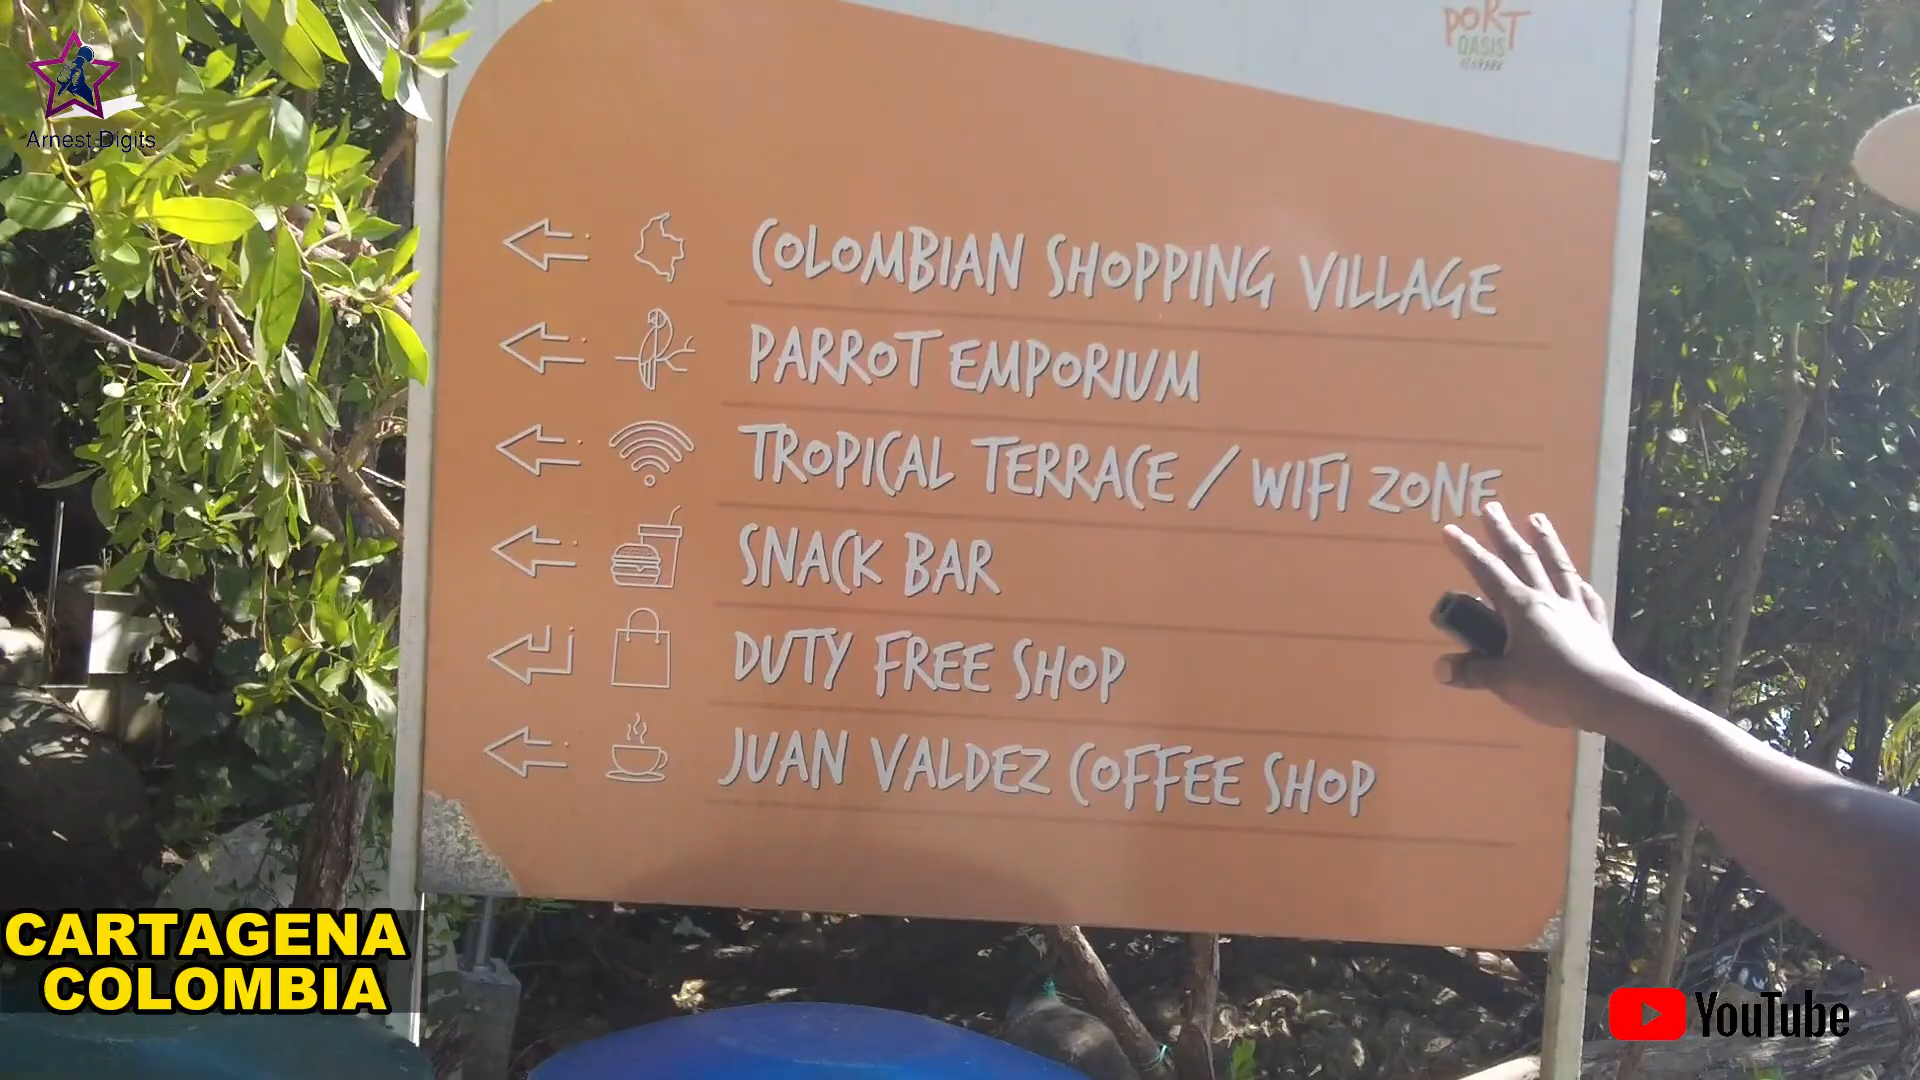 Arnest Digits
PORT
OASIS
ECOPARK
COLOMBIAN SHOPPING VILLAGE
PARROT EMPORIUM
TROPICAL TERRACE / WIFI ZONE
SNACK BAR
DUTY FREE SHOP
JUAN VALDEZ COFFEE SHOP
CARTAGENA
COLOMBIA
YouTube